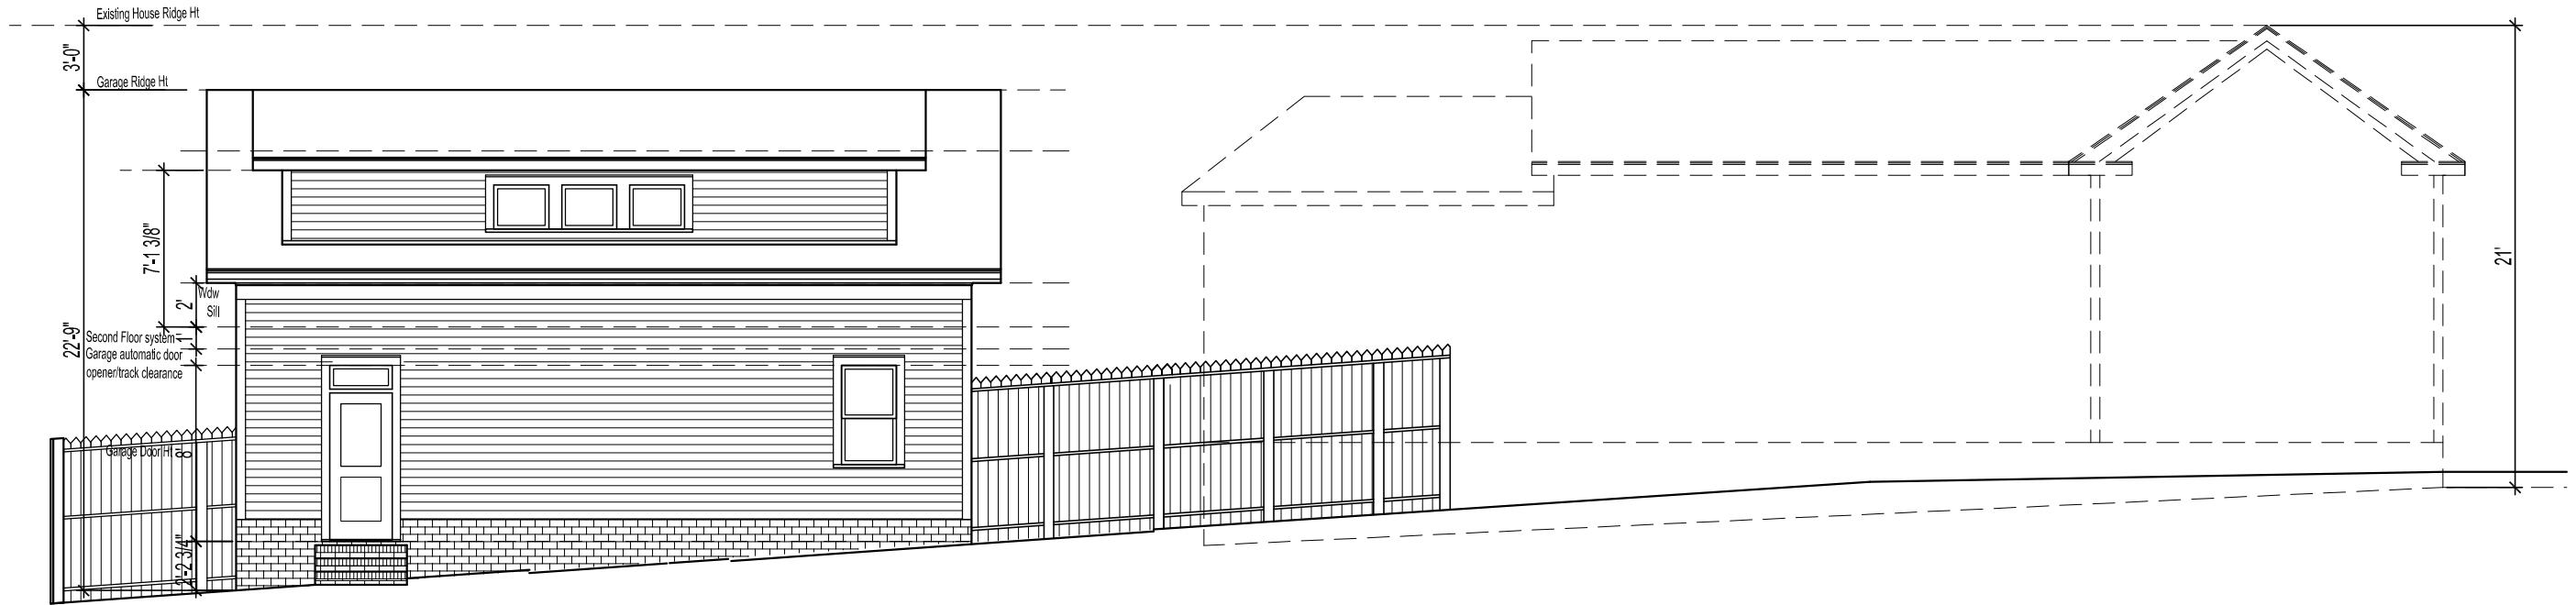 Existing House Ridge Ht
3'-0"
Garage Ridge Ht
21'
7'-1 3/8"
Wdw
Sill
2'
22'-9"
Second Floor system
1'
Garage automatic door
opener/track clearance
Garage Door Ht
8'
2'-2 3/4"